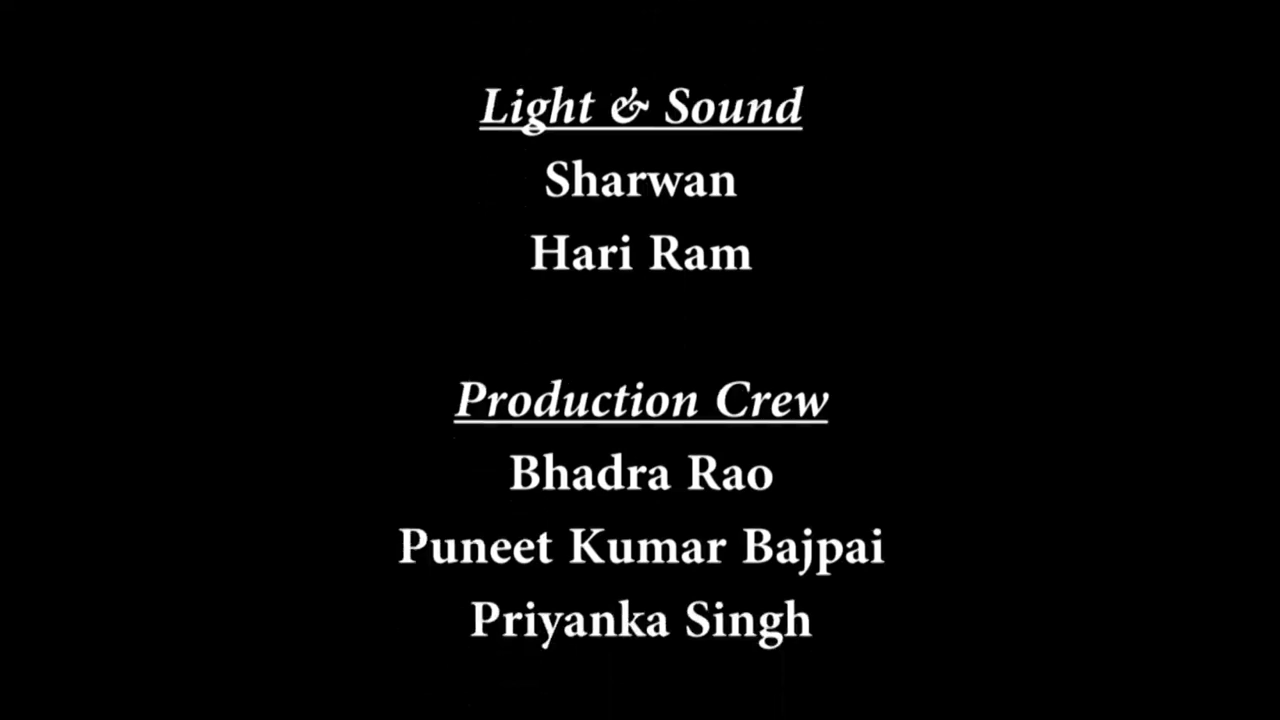 Light & Sound
Sharwan
Hari Ram
Production Crew
Bhadra Rao
Puneet Kumar Bajpai
Priyanka Singh